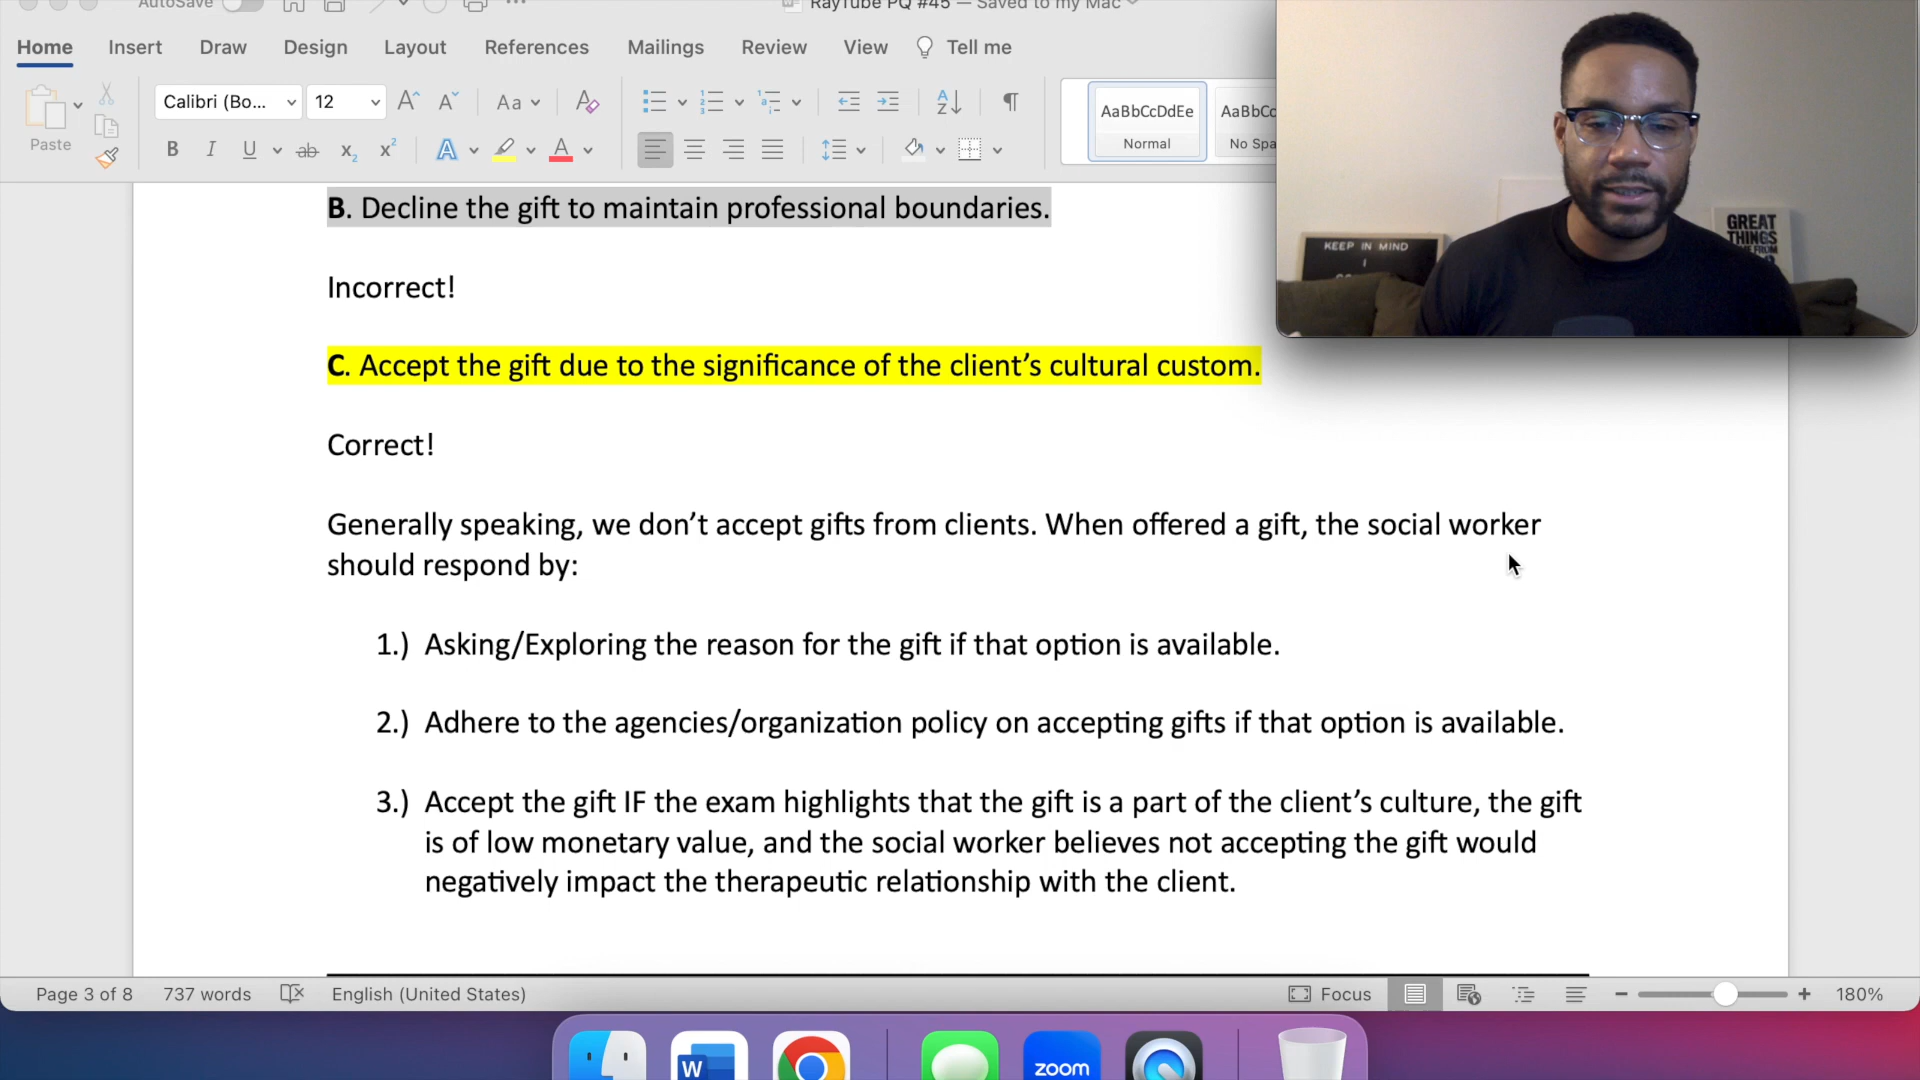 AutoSave
RayTube PQ #45 — Saved to my Mac
Home Insert Draw Design Layout References Mailings Review View Tell me
Paste
Calibri (Bo... 12 Aa
AaBbCcDdEe AaBbCc
Normal No Spa
B I U ab x2 x2 A A
B. Decline the gift to maintain professional boundaries.
Incorrect!
C. Accept the gift due to the significance of the client’s cultural custom.
Correct!
Generally speaking, we don’t accept gifts from clients. When offered a gift, the social worker
should respond by:
1.) Asking/Exploring the reason for the gift if that option is available.
2.) Adhere to the agencies/organization policy on accepting gifts if that option is available.
3.) Accept the gift IF the exam highlights that the gift is a part of the client’s culture, the gift
is of low monetary value, and the social worker believes not accepting the gift would
negatively impact the therapeutic relationship with the client.
KEEP IN MIND
I
GREAT
THINGS
Page 3 of 8 737 words English (United States) Focus 180%
W
zoom